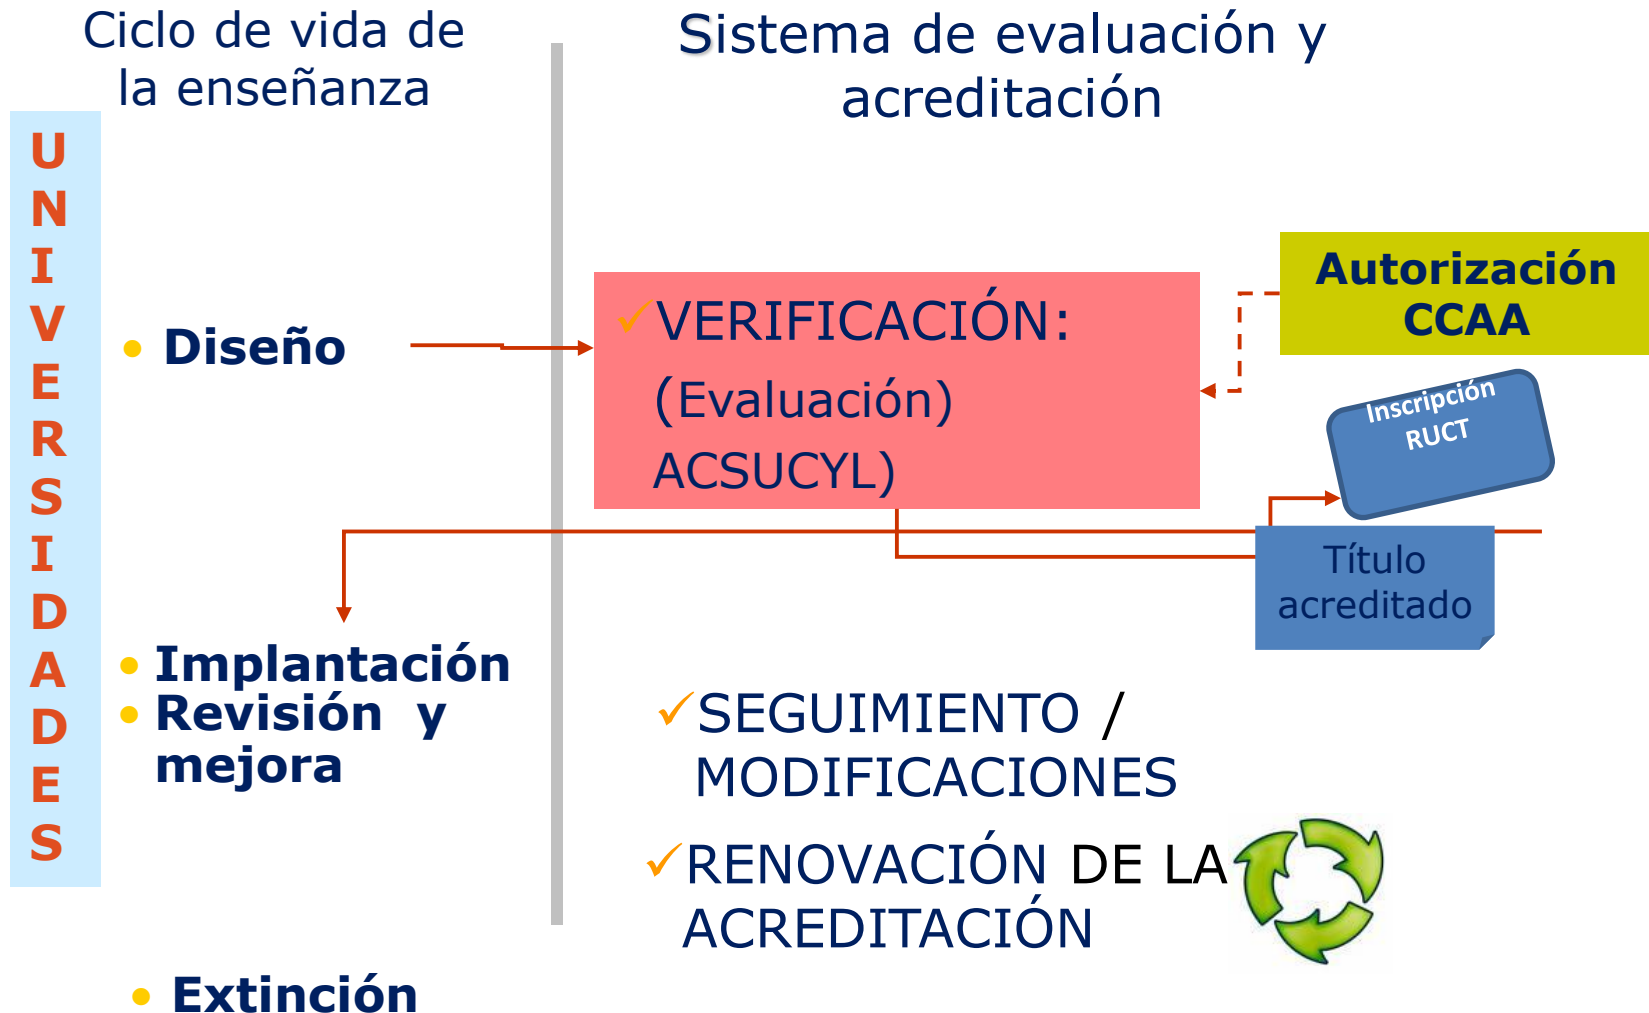 Ciclo de vida de
la enseñanza
Sistema de evaluación y
acreditación
UNIVERSIDADES
• Diseño
✓VERIFICACIÓN:
(Evaluación)
ACSUCYL)
Autorización
CCAA
Inscripción
RUCT
Título
acreditado
• Implantación
• Revisión y
mejora
✓SEGUIMIENTO /
MODIFICACIONES
✓RENOVACIÓN DE LA
ACREDITACIÓN
• Extinción